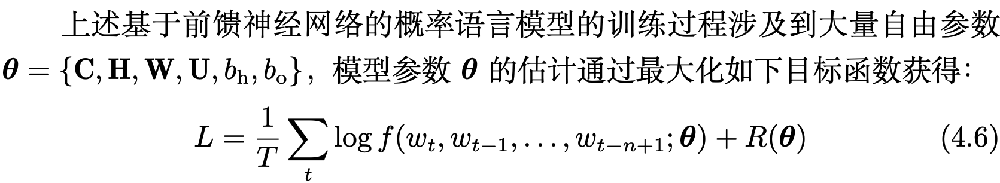 上述基于前馈神经网络的概率语言模型的训练过程涉及到大量自由参数
θ = {C, H, W, U, b_h, b_o}，模型参数 θ 的估计通过最大化如下目标函数获得：
L = \frac{1}{T} \sum_{t} \log f(w_t, w_{t-1}, \ldots, w_{t-n+1}; θ) + R(θ) (4.6)